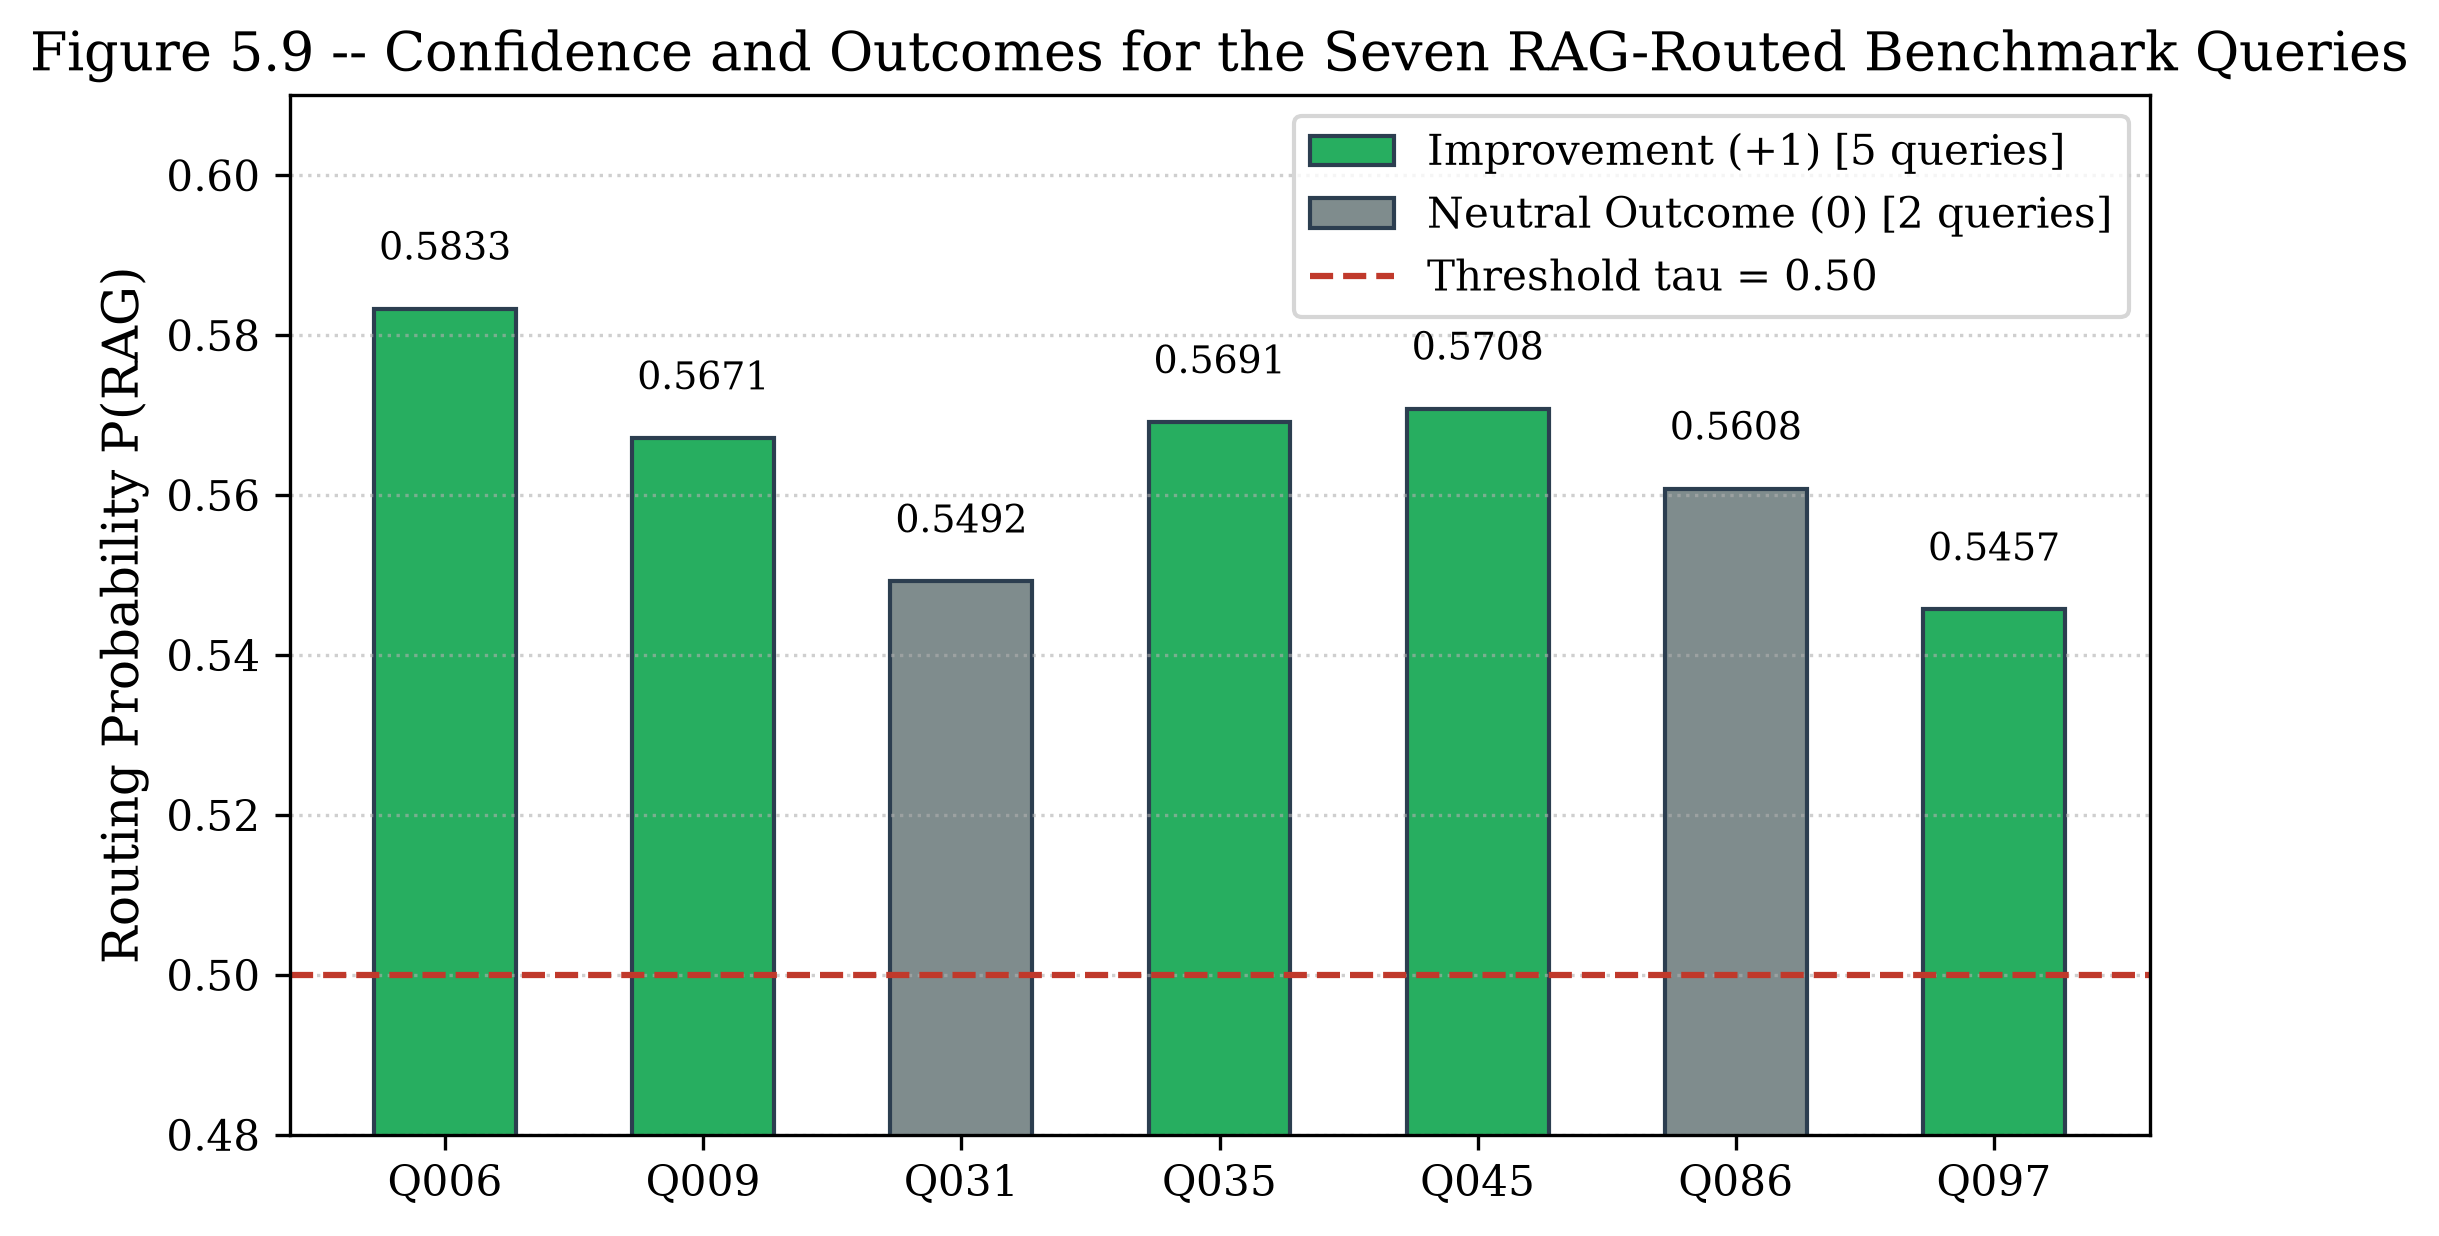 Figure 5.9 -- Confidence and Outcomes for the Seven RAG-Routed Benchmark Queries
Improvement (+1) [5 queries]
Neutral Outcome (0) [2 queries]
Threshold tau = 0.50
Routing Probability P(RAG)
0.60
0.58
0.56
0.54
0.52
0.50
0.48
0.5833
0.5671
0.5492
0.5691
0.5708
0.5608
0.5457
Q006 Q009 Q031 Q035 Q045 Q086 Q097